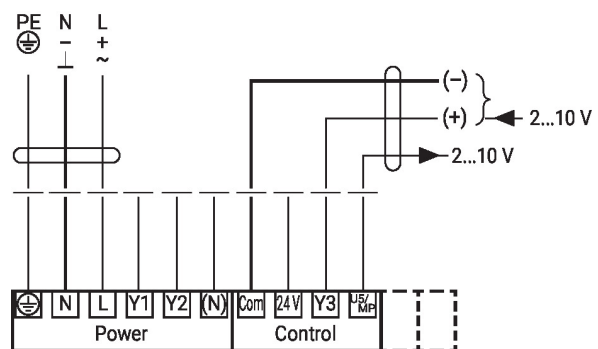 PE N L
– +
⊥ ~
(–)
(+) 2...10 V
2...10 V
N L Y1 Y2 (N) Com 24V Y3 U5/MP
Power Control